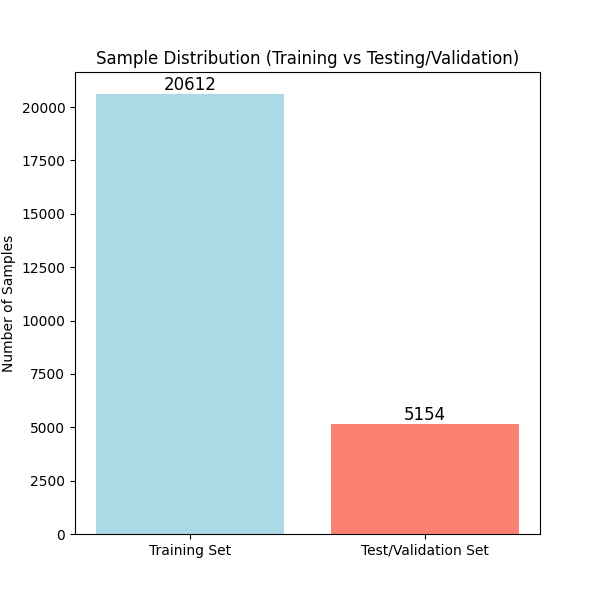 Sample Distribution (Training vs Testing/Validation)
20612
5154
20000
17500
15000
12500
10000
7500
5000
2500
0
Number of Samples
Training Set
Test/Validation Set